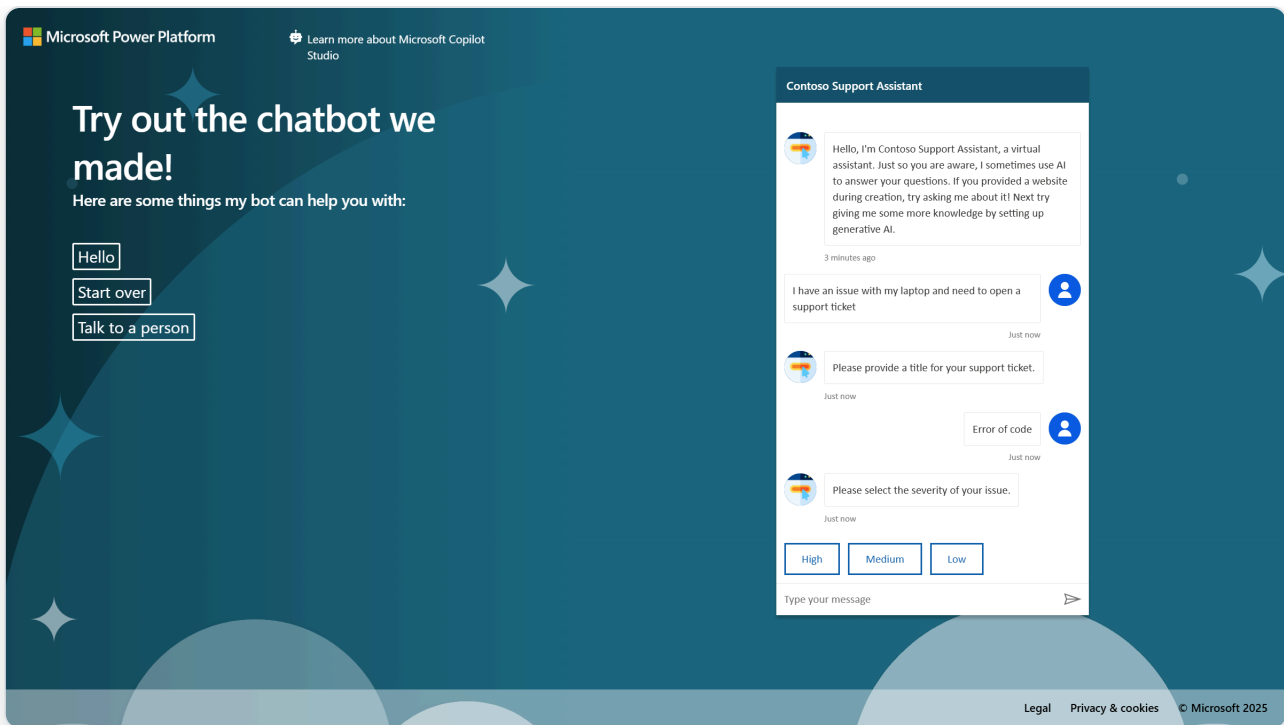 Microsoft Power Platform
Learn more about Microsoft Copilot
Studio
Try out the chatbot we
made!
Here are some things my bot can help you with:
Hello
Start over
Talk to a person
Contoso Support Assistant
Hello, I'm Contoso Support Assistant, a virtual
assistant. Just so you are aware, I sometimes use AI
to answer your questions. If you provided a website
during creation, try asking me about it! Next try
giving me some more knowledge by setting up
generative AI.
3 minutes ago
I have an issue with my laptop and need to open a
support ticket
Just now
Please provide a title for your support ticket.
Just now
Error of code
Just now
Please select the severity of your issue.
Just now
High Medium Low
Type your message
Legal Privacy & cookies © Microsoft 2025